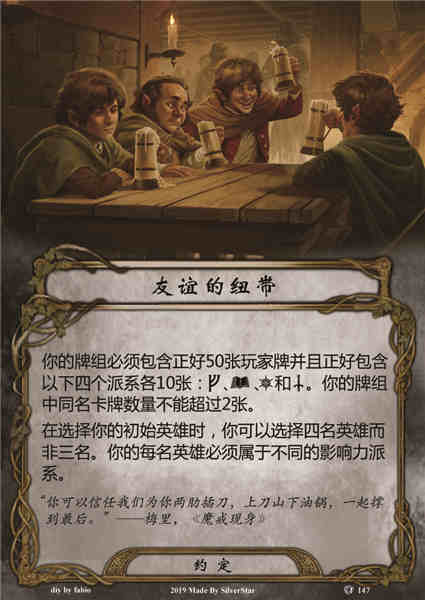 友谊的纽带
你的牌组必须包含正好50张玩家牌并且正好包含
以下四个派系各10张：、、和。你的牌组
中同名卡牌数量不能超过2张。
在选择你的初始英雄时，你可以选择四名英雄而
非三名。你的每名英雄必须属于不同的影响力派
系。
“你可以信任我们为你两肋插刀，上刀山下油锅，一起撑
到最后。”——梅里，《魔戒现身》
约定
diy by fabio
2019 Made By SilverStar
147